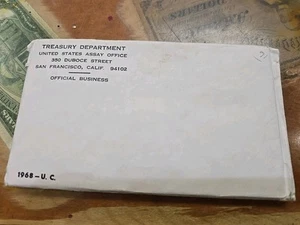 TREASURY DEPARTMENT
UNITED STATES ASSAY OFFICE
350 DUBOCE STREET
SAN FRANCISCO, CALIF. 94102
OFFICIAL BUSINESS
1968 – U. C.